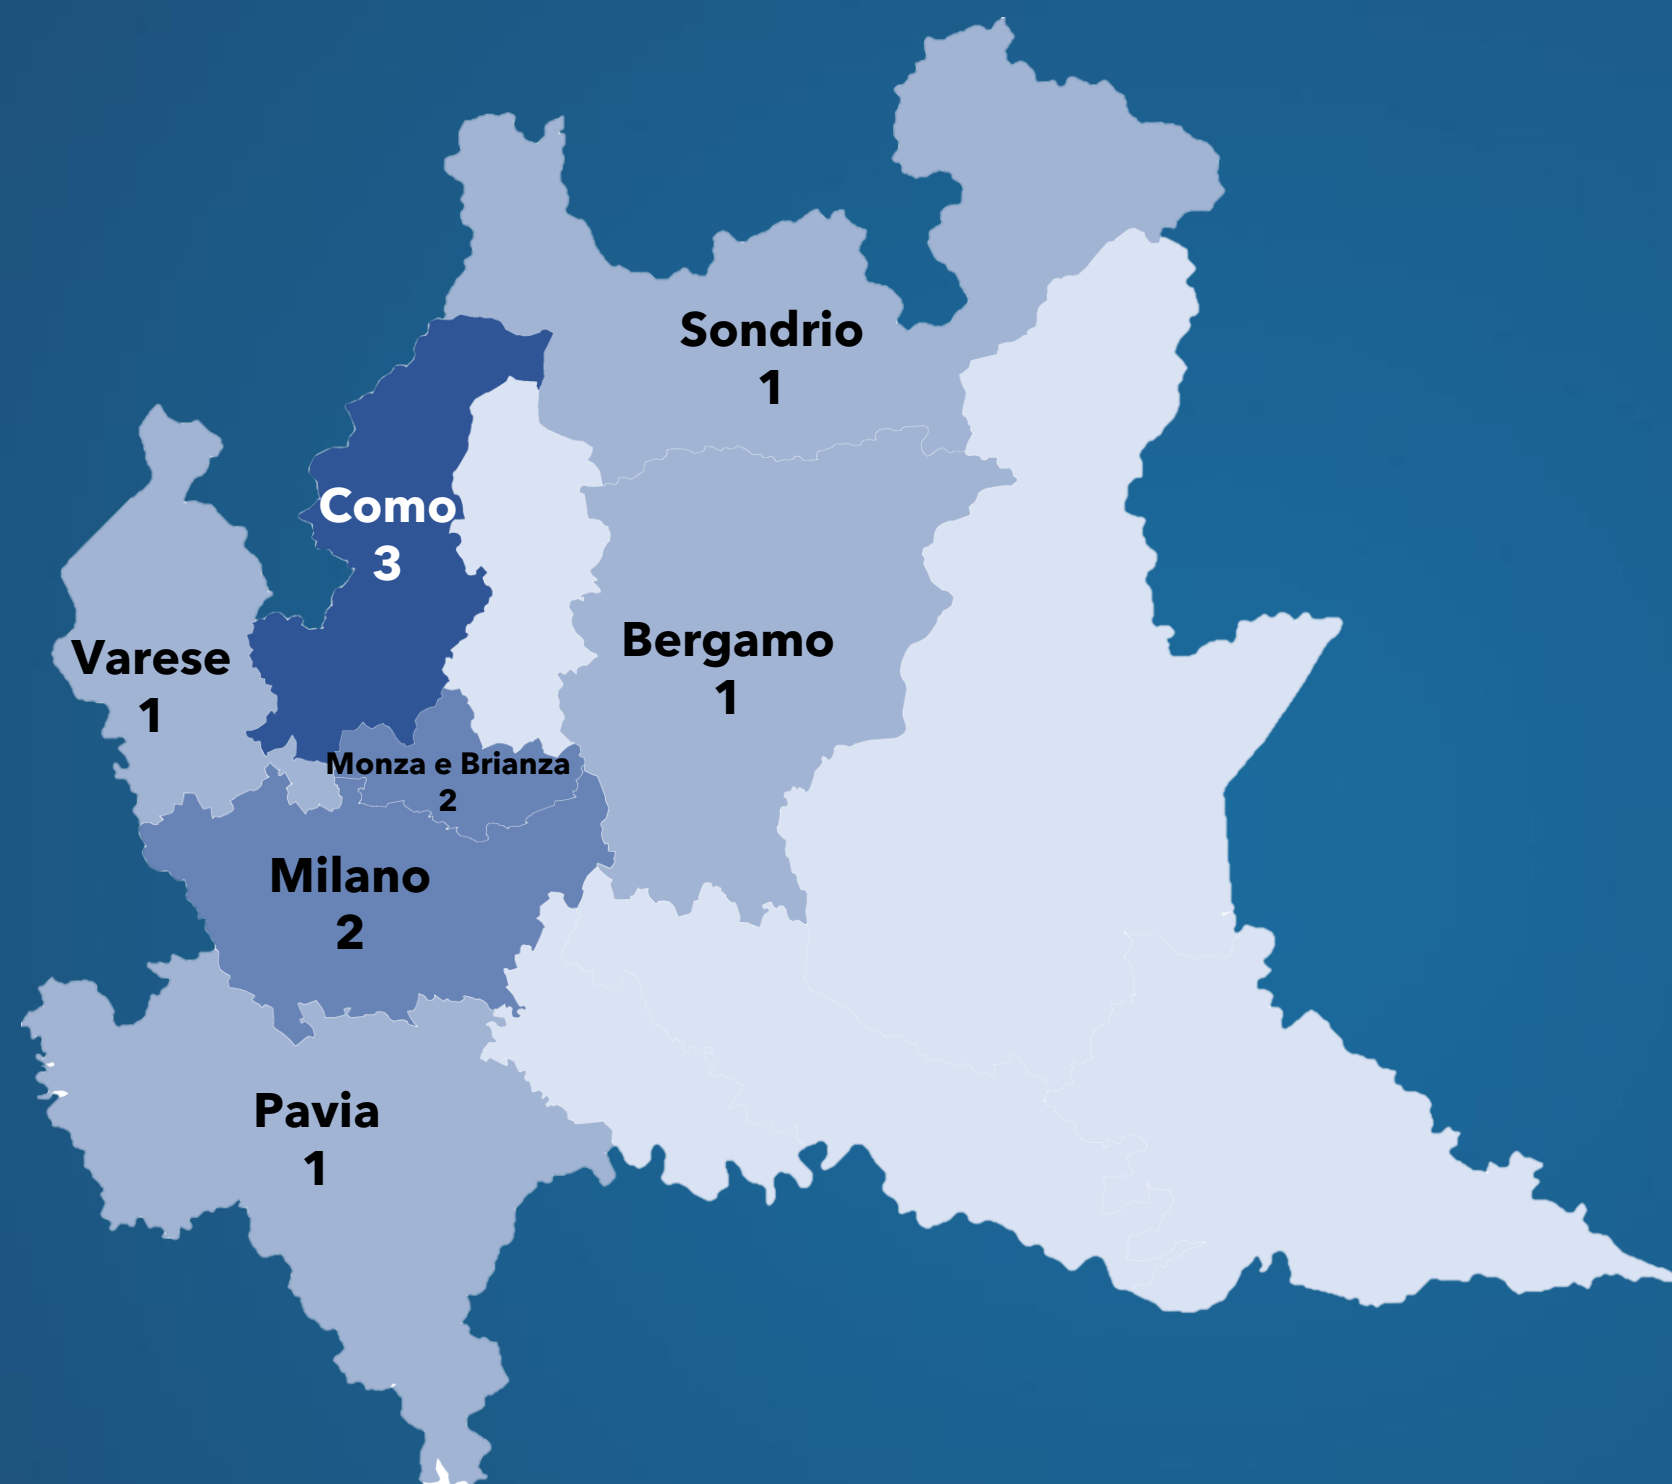 Sondrio
1
Como
3
Varese
1
Bergamo
1
Monza e Brianza
2
Milano
2
Pavia
1